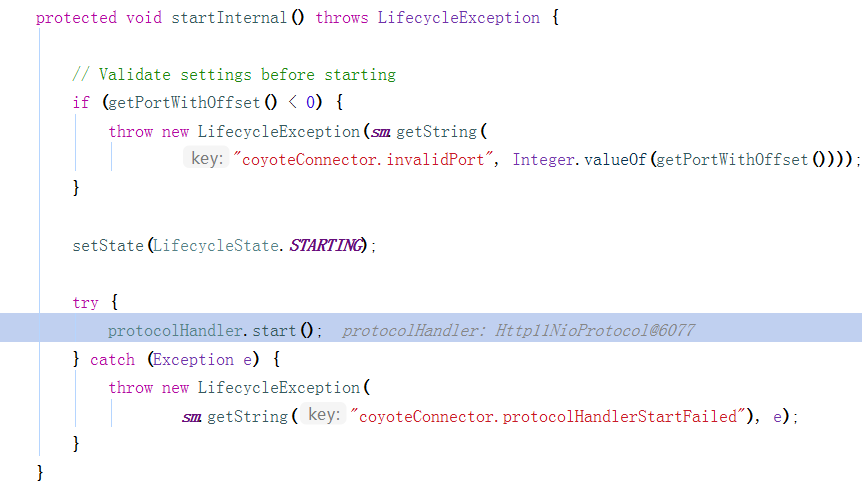 protected void startInternal() throws LifecycleException {
// Validate settings before starting
if (getPortWithOffset() < 0) {
throw new LifecycleException(sm.getString(
key: "coyoteConnector.invalidPort", Integer.valueOf(getPortWithOffset())));
}
setState(LifecycleState.STARTING);
try {
protocolHandler.start(); protocolHandler: Http11NioProtocol@6077
} catch (Exception e) {
throw new LifecycleException(
sm.getString( key: "coyoteConnector.protocolHandlerStartFailed"), e);
}
}